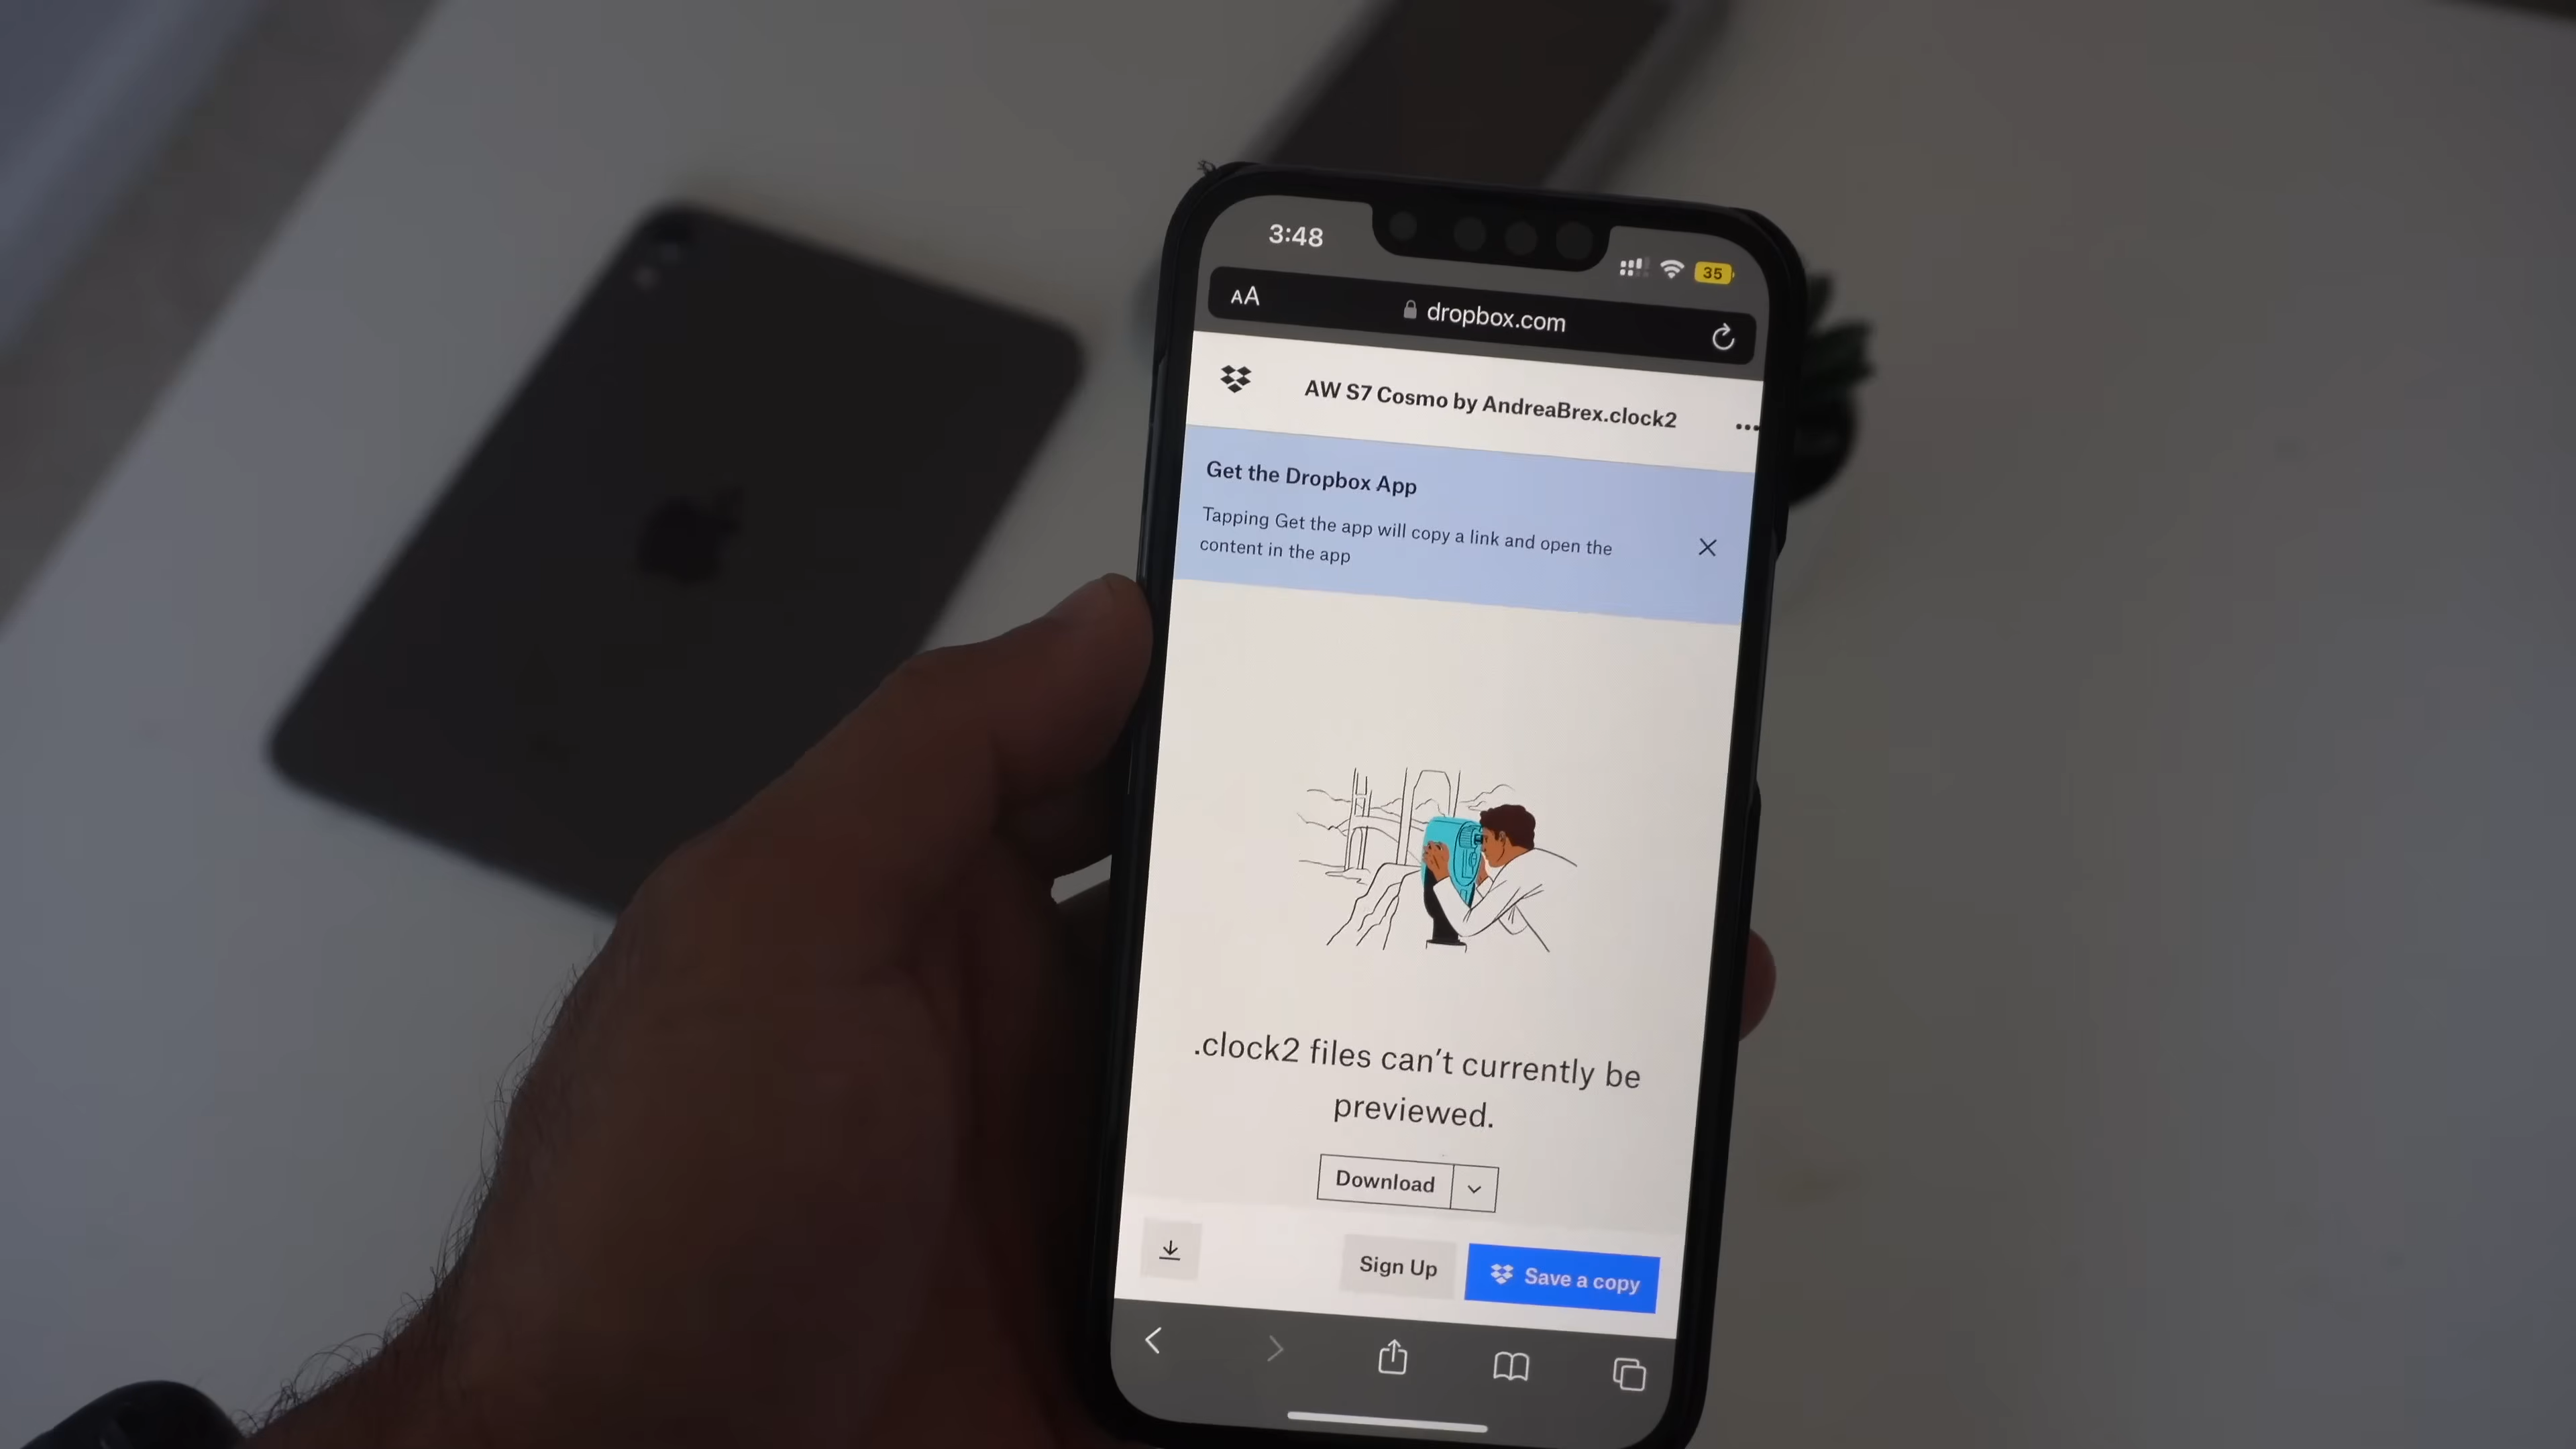 3:48
35
AA
dropbox.com
AW S7 Cosmo by AndreaBrex.clock2
Get the Dropbox App
Tapping Get the app will copy a link and open the
content in the app
.clock2 files can’t currently be
previewed.
Download
Sign Up
Save a copy